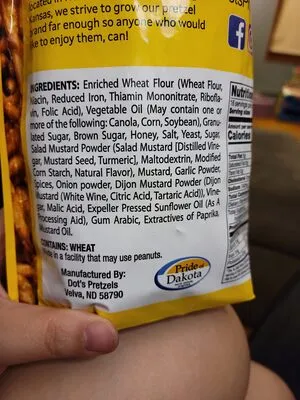 located in
Kansas, we strive to grow our pretzel
brand far enough so anyone who would
like to enjoy them, can!
INGREDIENTS: Enriched Wheat Flour (Wheat Flour,
Niacin, Reduced Iron, Thiamin Mononitrate, Ribofla-
vin, Folic Acid), Vegetable Oil (May contain one or
more of the following: Canola, Corn, Soybean), Granu-
lated Sugar, Brown Sugar, Honey, Salt, Yeast, Sugar,
Salad Mustard Powder (Salad Mustard [Distilled Vine-
gar, Mustard Seed, Turmeric], Maltodextrin, Modified
Corn Starch, Natural Flavor), Mustard, Garlic Powder,
Spices, Onion powder, Dijon Mustard Powder (Dijon
Mustard (White Wine, Citric Acid, Tartaric Acid)), Vine-
gar, Malic Acid, Expeller Pressed Sunflower Oil (As A
Processing Aid), Gum Arabic, Extractives of Paprika,
Mustard Oil.
CONTAINS: WHEAT
Made in a facility that may use peanuts.
Manufactured By:
Dot's Pretzels
Velva, ND 58790
Pride of
Dakota
f
Nutrition
Calories